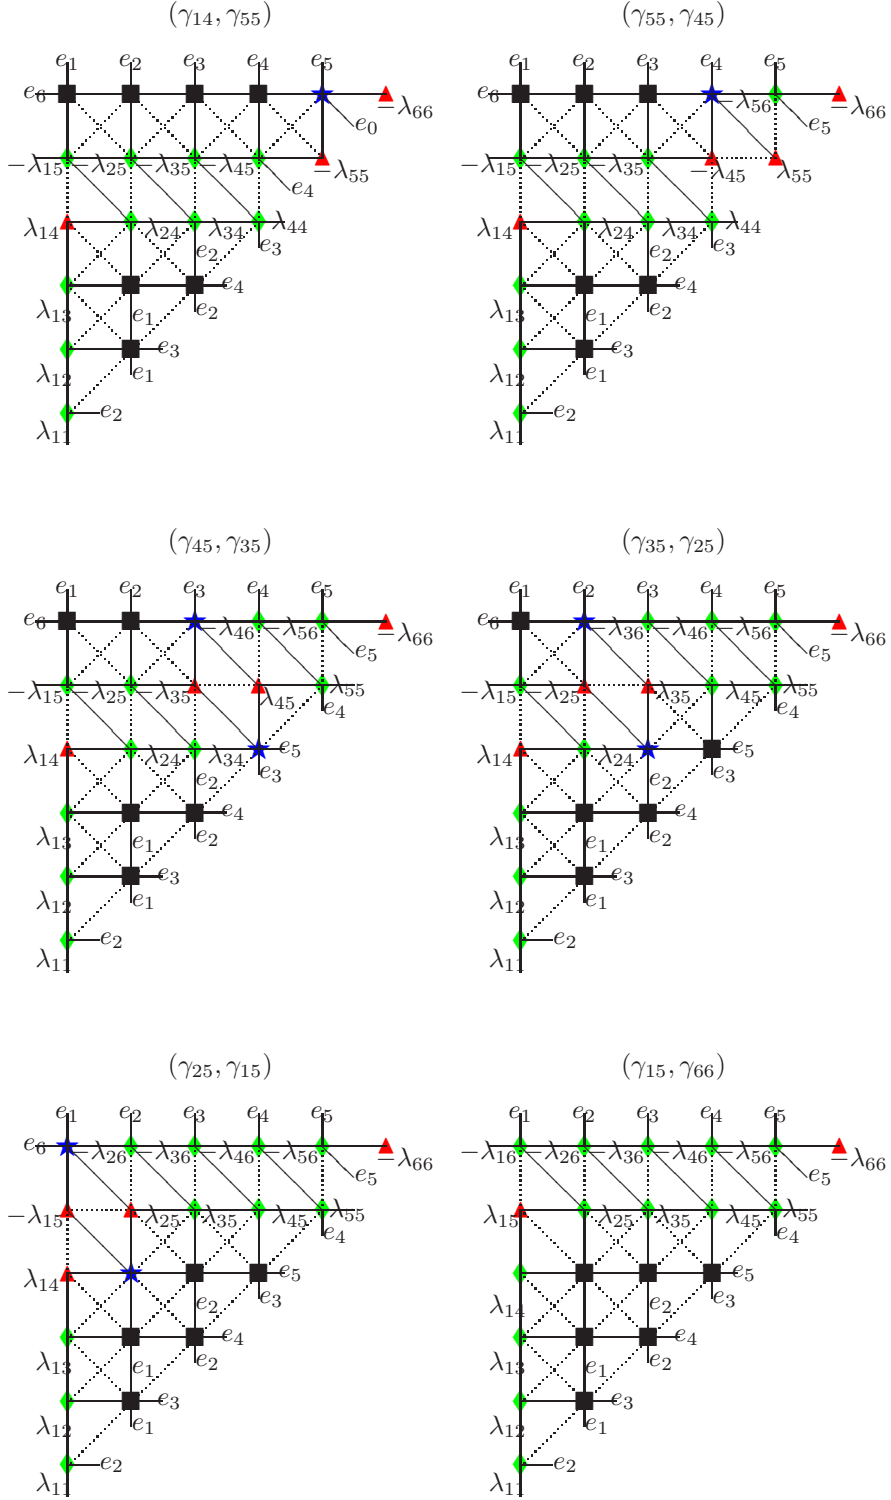 (γ₁₄, γ₅₅) (γ₅₅, γ₄₅)
e₁ e₂ e₃ e₄ e₅ e₁ e₂ e₃ e₄ e₅
e₆ −λ₆₆ e₆ −λ₅₆ −λ₆₆
e₀ e₅
−λ₁₅ −λ₂₅ −λ₃₅ −λ₄₅ −λ₅₅ −λ₁₅ −λ₂₅ −λ₃₅ −λ₄₅ λ₅₅
e₄
λ₁₄ λ₂₄ λ₃₄ λ₄₄ λ₁₄ λ₂₄ λ₃₄ λ₄₄
e₂ e₃ e₂ e₃
e₄ e₄
λ₁₃ e₁ e₂ λ₁₃ e₁ e₂
e₃ e₃
λ₁₂ e₁ λ₁₂ e₁
e₂ e₂
λ₁₁ λ₁₁
(γ₄₅, γ₃₅) (γ₃₅, γ₂₅)
e₁ e₂ e₃ e₄ e₅ e₁ e₂ e₃ e₄ e₅
e₆ −λ₄₆ −λ₅₆ −λ₆₆ e₆ −λ₃₆ −λ₄₆ −λ₅₆ −λ₆₆
e₅ e₅
−λ₁₅ −λ₂₅ −λ₃₅ λ₄₅ λ₅₅ −λ₁₅ −λ₂₅ λ₃₅ λ₄₅ λ₅₅
e₄ e₄
λ₁₄ λ₂₄ λ₃₄ e₅ λ₁₄ λ₂₄ e₅
e₂ e₃ e₂ e₃
e₄ e₄
λ₁₃ e₁ e₂ λ₁₃ e₁ e₂
e₃ e₃
λ₁₂ e₁ λ₁₂ e₁
e₂ e₂
λ₁₁ λ₁₁
(γ₂₅, γ₁₅) (γ₁₅, γ₆₆)
e₁ e₂ e₃ e₄ e₅ e₁ e₂ e₃ e₄ e₅
e₆ −λ₂₆ −λ₃₆ −λ₄₆ −λ₅₆ −λ₆₆ −λ₁₆ −λ₂₆ −λ₃₆ −λ₄₆ −λ₅₆ −λ₆₆
e₅ e₅
−λ₁₅ λ₂₅ λ₃₅ λ₄₅ λ₅₅ λ₁₅ λ₂₅ λ₃₅ λ₄₅ λ₅₅
e₄ e₄
λ₁₄ e₅ e₅
e₂ e₃ λ₁₄ e₂ e₃
e₄ e₄
λ₁₃ e₁ e₂ λ₁₃ e₁ e₂
e₃ e₃
λ₁₂ e₁ λ₁₂ e₁
e₂ e₂
λ₁₁ λ₁₁